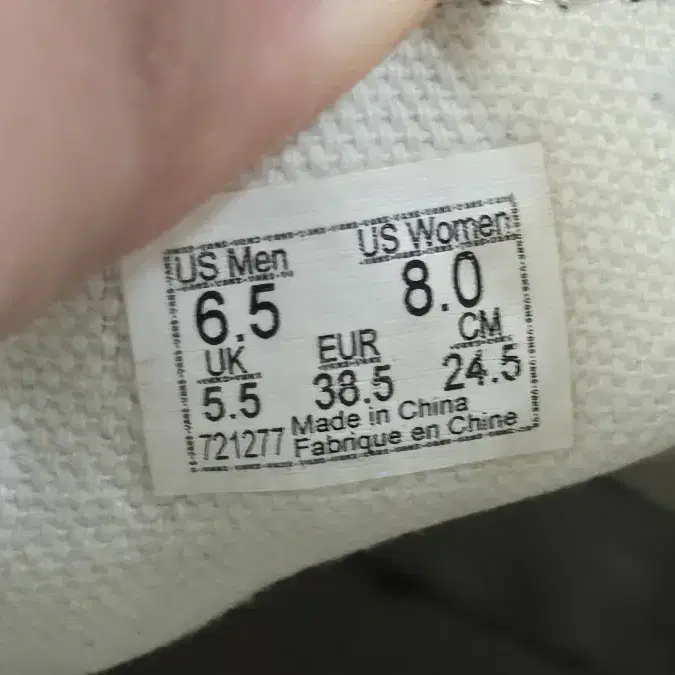 US Men US Women
6.5 8.0
UK EUR CM
5.5 38.5 24.5
Made in China
721277 Fabrique en Chine